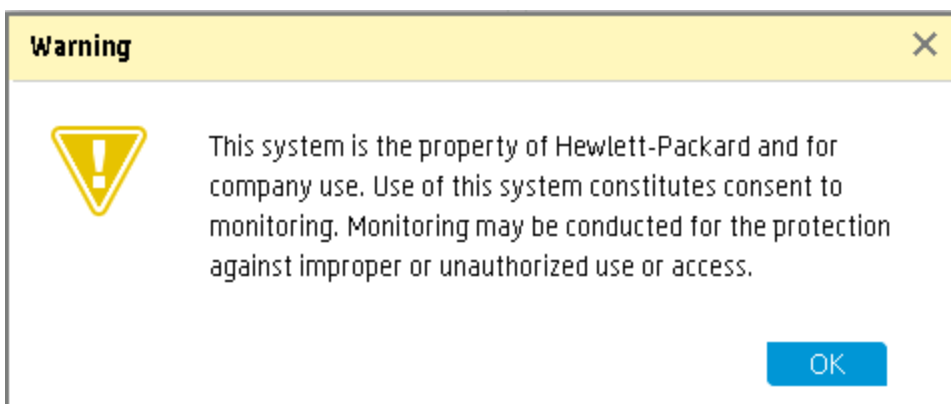 Warning
This system is the property of Hewlett-Packard and for
company use. Use of this system constitutes consent to
monitoring. Monitoring may be conducted for the protection
against improper or unauthorized use or access.
OK